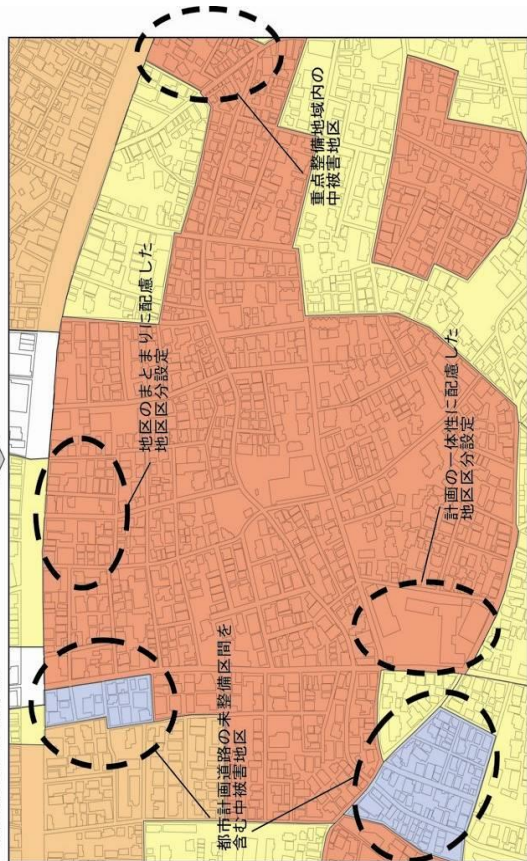 重点整備地域内の
中被害地区
地区のまとまりに配慮した
地区区分設定
計画の一体性に配慮した
地区区分設定
都市計画道路の未整備区間を
含む中被害地区